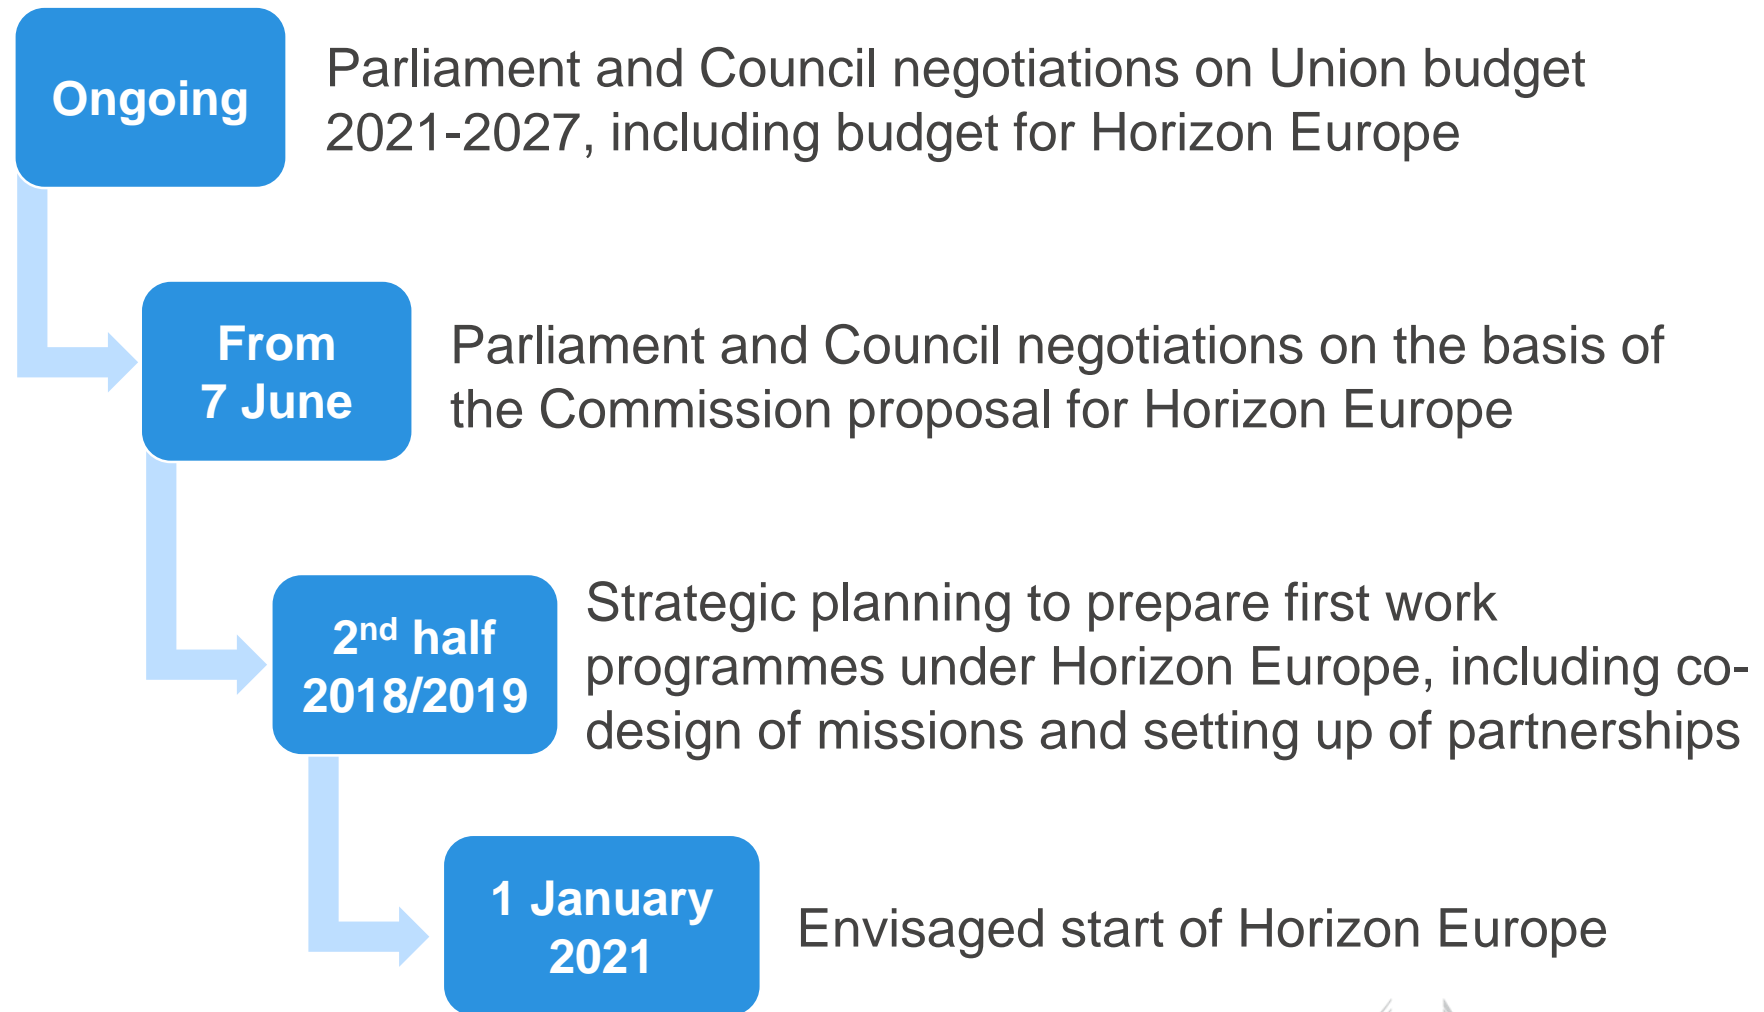 Ongoing
Parliament and Council negotiations on Union budget
2021-2027, including budget for Horizon Europe
From
7 June
Parliament and Council negotiations on the basis of
the Commission proposal for Horizon Europe
2nd half
2018/2019
Strategic planning to prepare first work
programmes under Horizon Europe, including co-
design of missions and setting up of partnerships
1 January
2021
Envisaged start of Horizon Europe